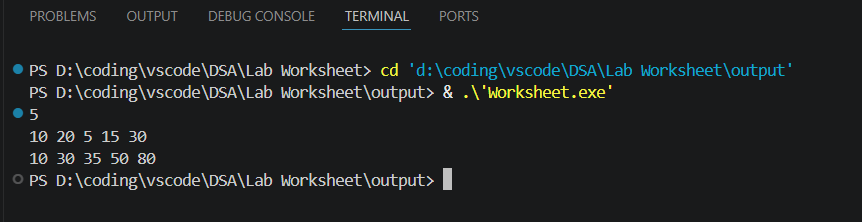 PROBLEMS OUTPUT DEBUG CONSOLE TERMINAL PORTS
PS D:\coding\vscode\DSA\Lab Worksheet> cd 'd:\coding\vscode\DSA\Lab Worksheet\output'
PS D:\coding\vscode\DSA\Lab Worksheet\output> & .\'Worksheet.exe'
5
10 20 5 15 30
10 30 35 50 80
PS D:\coding\vscode\DSA\Lab Worksheet\output>